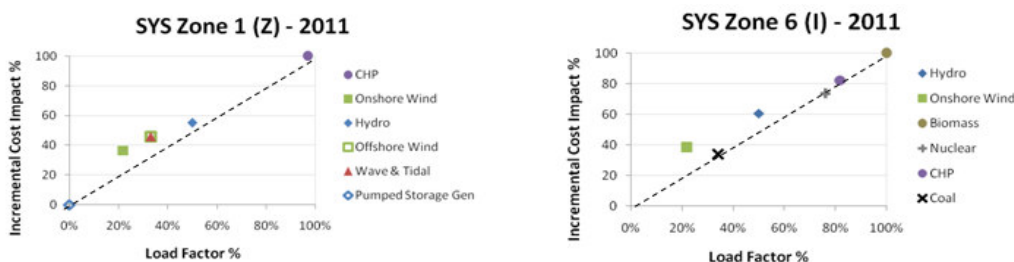 SYS Zone 1 (Z) - 2011
Incremental Cost Impact %
100
80
60
40
20
0
0%
20%
40%
60%
80%
100%
Load Factor %
CHP
Onshore Wind
Hydro
Offshore Wind
Wave & Tidal
Pumped Storage Gen
SYS Zone 6 (I) - 2011
Incremental Cost Impact %
100
80
60
40
20
0
0%
20%
40%
60%
80%
100%
Load Factor %
Hydro
Onshore Wind
Biomass
Nuclear
CHP
Coal